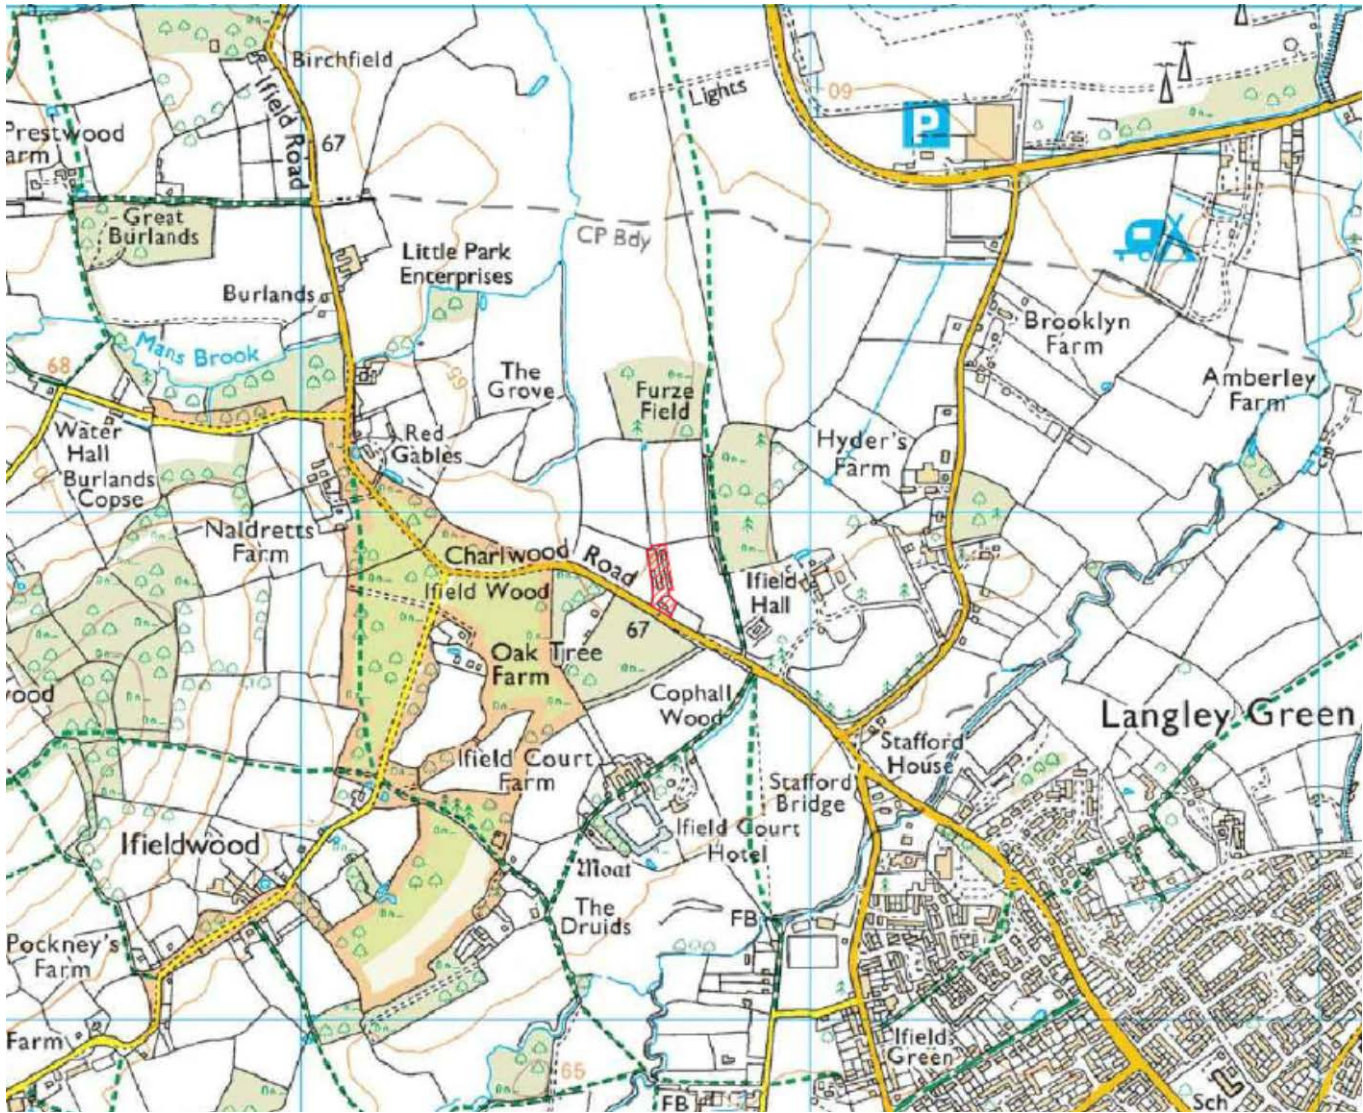 Birchfield
Ifield Road
67
Prestwood
arm
Great
Burlands
Lights
60
P
CP Bdy
Little Park
Enterprises
Burlands
Mans Brook
68
65
The
Grove
Furze
Field
Brooklyn
Farm
Amberley
Farm
Water
Hall
Burlands
Copse
Red
Gables
Hyder's
Farm
Naldretts
Farm
Charlwood Road
Ifield Wood
Ifield
Hall
67
Oak Tree
Farm
wood
Cophall
Wood
Langley Green
Stafford
House
Ifield Court
Farm
Stafford
Bridge
Ifield Court
Hotel
Ifieldwood
Moat
The
Druids
FB
Pockney's
Farm
Farm
Ifield
Green
65
FB
Sch